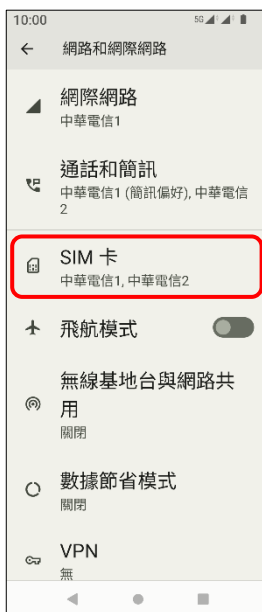 10:00 5G
網路和網際網路
網際網路
中華電信1
通話和簡訊
中華電信1 (簡訊偏好), 中華電信
2
SIM 卡
中華電信1, 中華電信2
飛航模式
無線基地台與網路共
用
關閉
數據節省模式
關閉
VPN
無